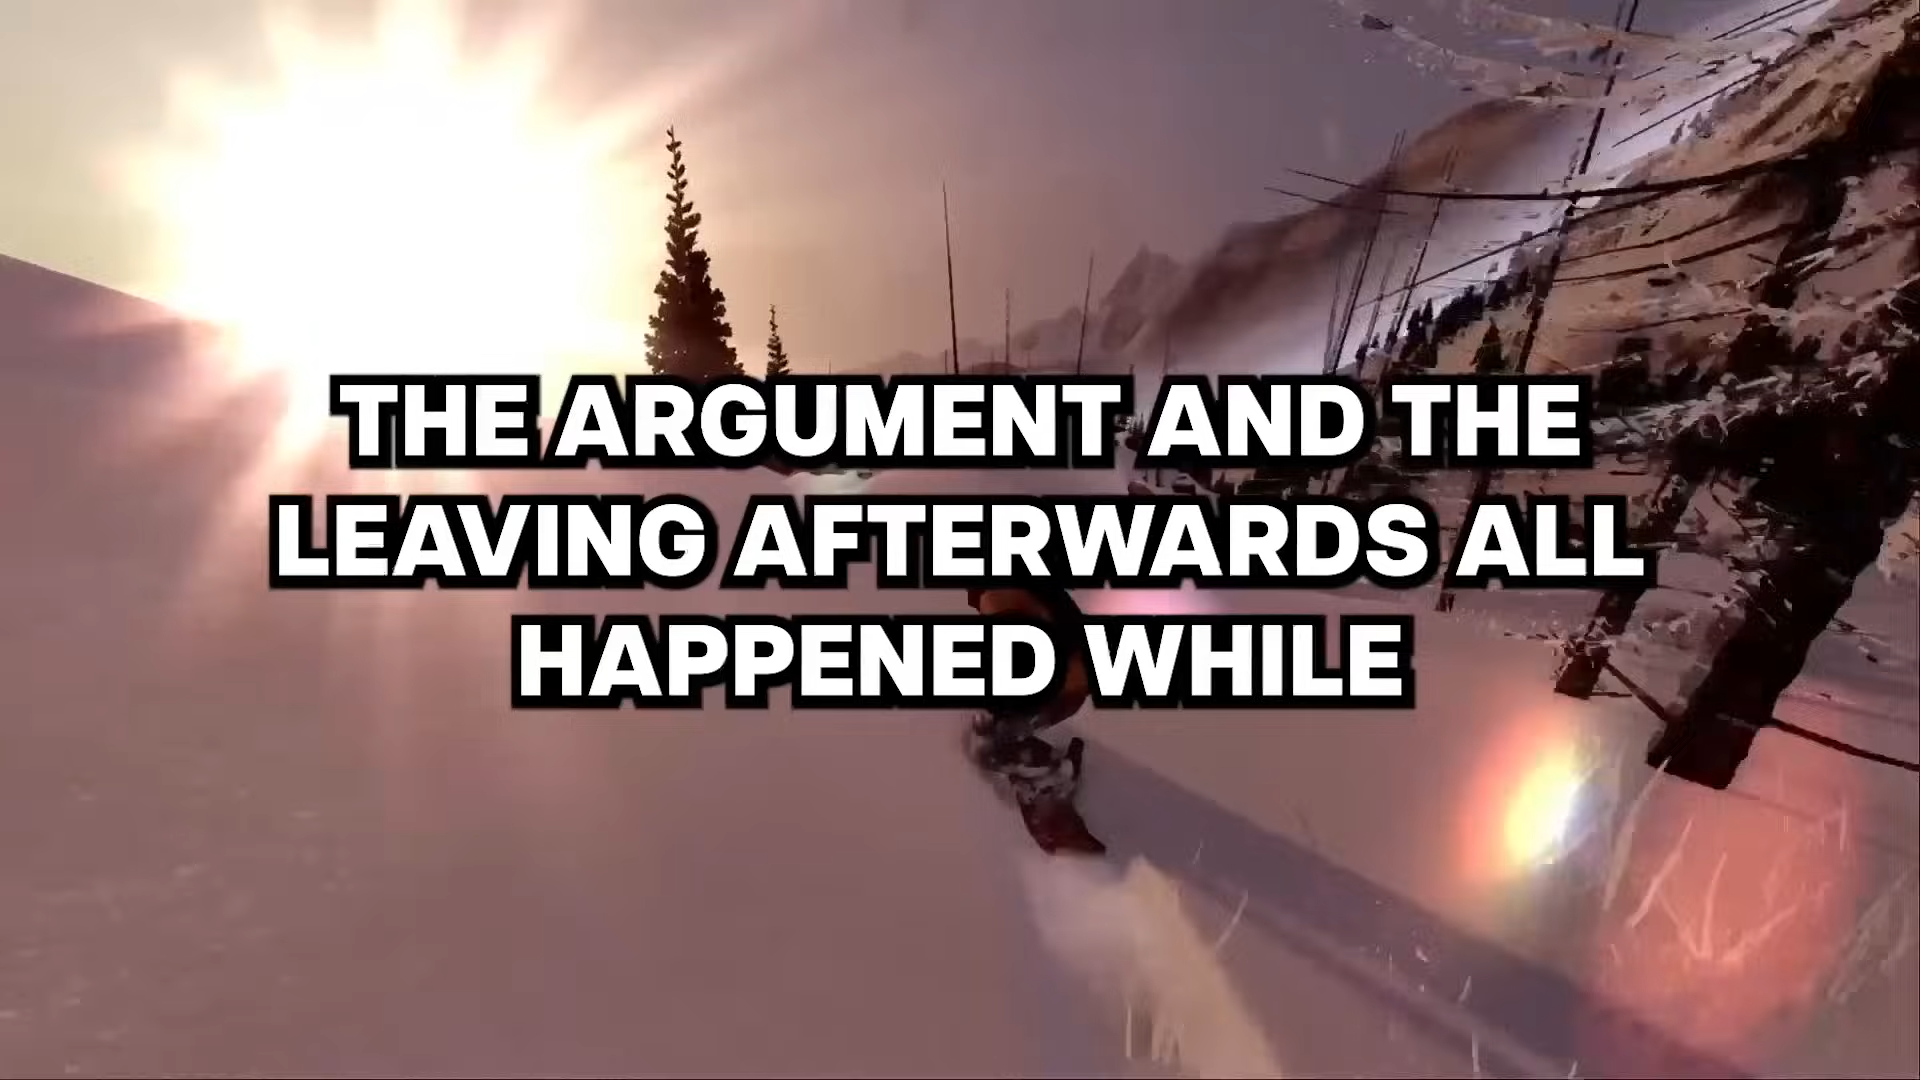 THE ARGUMENT AND THE
LEAVING AFTERWARDS ALL
HAPPENED WHILE